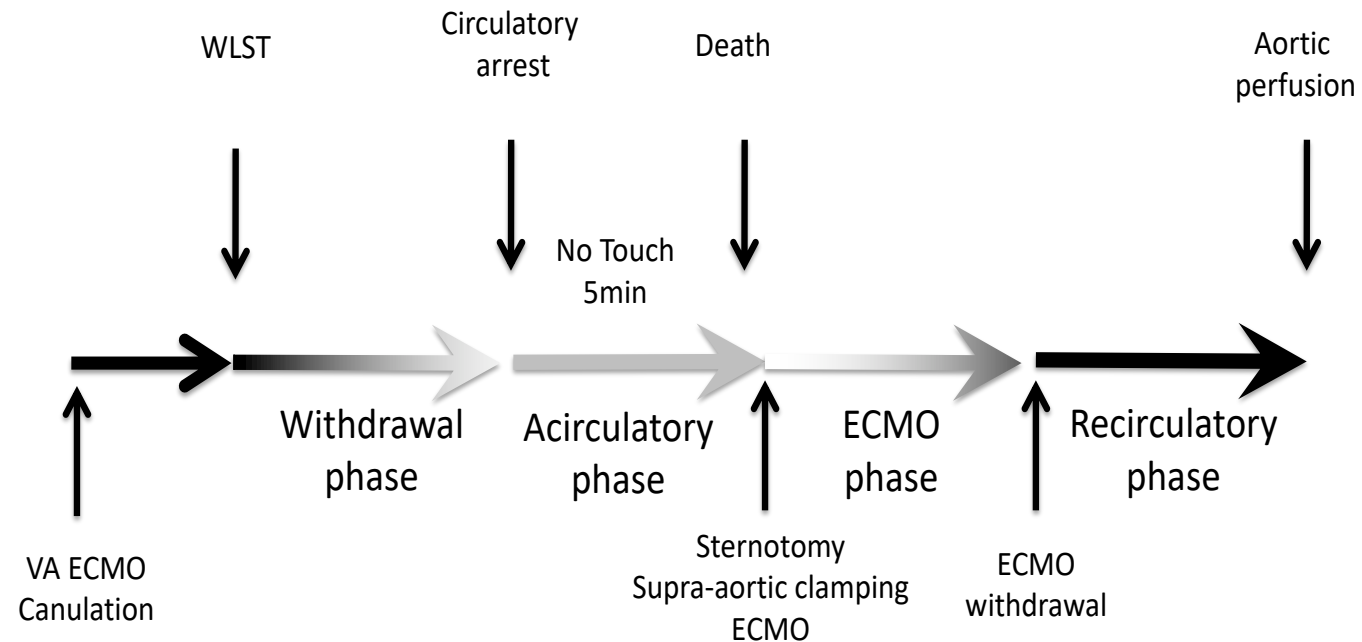 WLST
Circulatory
arrest
Death
Aortic
perfusion
No Touch
5min
Withdrawal
phase
Acirculatory
phase
ECMO
phase
Recirculatory
phase
VA ECMO
Canulation
Sternotomy
Supra-aortic clamping
ECMO
ECMO
withdrawal